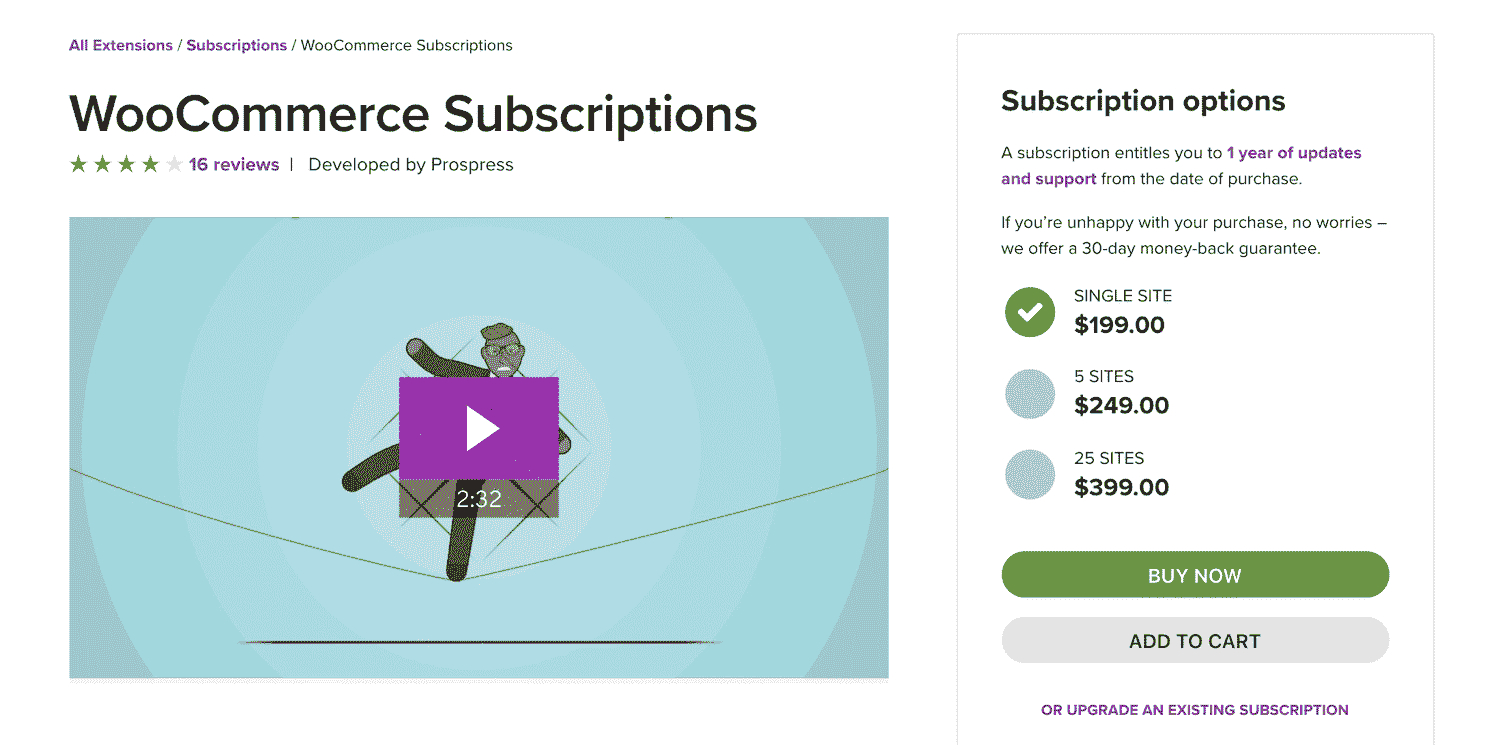 All Extensions / Subscriptions / WooCommerce Subscriptions
WooCommerce Subscriptions
16 reviews | Developed by Prospress
2:32
Subscription options
A subscription entitles you to 1 year of updates
and support from the date of purchase.
If you’re unhappy with your purchase, no worries –
we offer a 30-day money-back guarantee.
SINGLE SITE
$199.00
5 SITES
$249.00
25 SITES
$399.00
BUY NOW
ADD TO CART
OR UPGRADE AN EXISTING SUBSCRIPTION